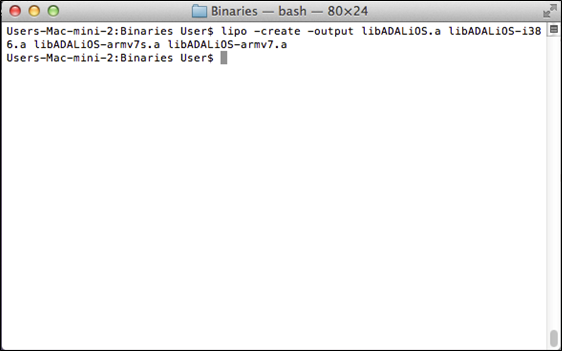 Binaries — bash — 80×24
Users-Mac-mini-2:Binaries User$ lipo -create -output libADALiOS.a libADALiOS-i38
6.a libADALiOS-armv7s.a libADALiOS-armv7.a
Users-Mac-mini-2:Binaries User$